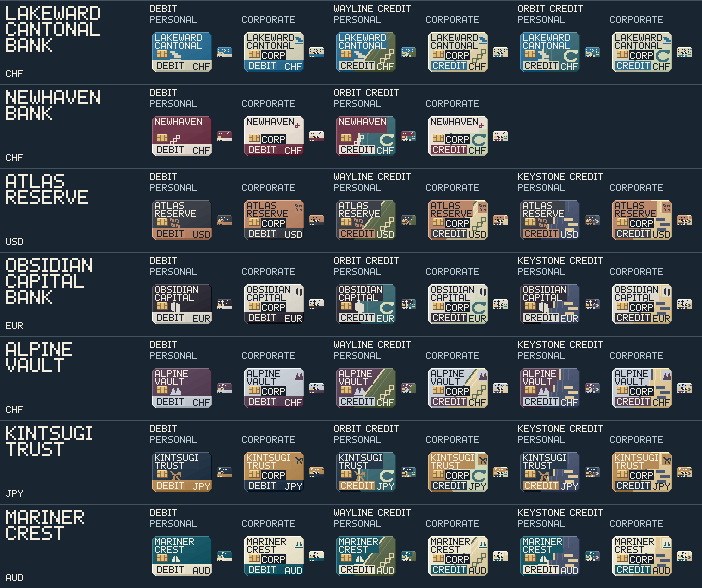 LAKEWARD
CANTONAL
BANK
CHF
DEBIT
PERSONAL
LAKEWARD
CANTONAL
DEBIT CHF
CORPORATE
LAKEWARD
CANTONAL
CORP
DEBIT CHF
WAYLINE CREDIT
PERSONAL
LAKEWARD
CANTONAL
CREDIT CHF
CORPORATE
LAKEWARD
CANTONAL
CORP
CREDIT CHF
ORBIT CREDIT
PERSONAL
LAKEWARD
CANTONAL
CREDIT CHF
CORPORATE
LAKEWARD
CANTONAL
CORP
CREDIT CHF
NEWHAVEN
BANK
CHF
DEBIT
PERSONAL
NEWHAVEN
DEBIT CHF
CORPORATE
NEWHAVEN
CORP
DEBIT CHF
ORBIT CREDIT
PERSONAL
NEWHAVEN
CREDIT CHF
CORPORATE
NEWHAVEN
CORP
CREDIT CHF
ATLAS
RESERVE
USD
DEBIT
PERSONAL
ATLAS
RESERVE
DEBIT USD
CORPORATE
ATLAS
RESERVE
CORP
DEBIT USD
WAYLINE CREDIT
PERSONAL
ATLAS
RESERVE
CREDIT USD
CORPORATE
ATLAS
RESERVE
CORP
CREDIT USD
KEYSTONE CREDIT
PERSONAL
ATLAS
RESERVE
CREDIT USD
CORPORATE
ATLAS
RESERVE
CORP
CREDIT USD
OBSIDIAN
CAPITAL
BANK
EUR
DEBIT
PERSONAL
OBSIDIAN
CAPITAL
DEBIT EUR
CORPORATE
OBSIDIAN
CAPITAL
CORP
DEBIT EUR
ORBIT CREDIT
PERSONAL
OBSIDIAN
CAPITAL
CREDIT EUR
CORPORATE
OBSIDIAN
CAPITAL
CORP
CREDIT EUR
KEYSTONE CREDIT
PERSONAL
OBSIDIAN
CAPITAL
CREDIT EUR
CORPORATE
OBSIDIAN
CAPITAL
CORP
CREDIT EUR
ALPINE
VAULT
CHF
DEBIT
PERSONAL
ALPINE
VAULT
DEBIT CHF
CORPORATE
ALPINE
VAULT
CORP
DEBIT CHF
WAYLINE CREDIT
PERSONAL
ALPINE
VAULT
CREDIT CHF
CORPORATE
ALPINE
VAULT
CORP
CREDIT CHF
KEYSTONE CREDIT
PERSONAL
ALPINE
VAULT
CREDIT CHF
CORPORATE
ALPINE
VAULT
CORP
CREDIT CHF
KINTSUGI
TRUST
JPY
DEBIT
PERSONAL
KINTSUGI
TRUST
DEBIT JPY
CORPORATE
KINTSUGI
TRUST
CORP
DEBIT JPY
ORBIT CREDIT
PERSONAL
KINTSUGI
TRUST
CREDIT JPY
CORPORATE
KINTSUGI
TRUST
CORP
CREDIT JPY
KEYSTONE CREDIT
PERSONAL
KINTSUGI
TRUST
CREDIT JPY
CORPORATE
KINTSUGI
TRUST
CORP
CREDIT JPY
MARINER
CREST
AUD
DEBIT
PERSONAL
MARINER
CREST
DEBIT AUD
CORPORATE
MARINER
CREST
CORP
DEBIT AUD
WAYLINE CREDIT
PERSONAL
MARINER
CREST
CREDIT AUD
CORPORATE
MARINER
CREST
CORP
CREDIT AUD
KEYSTONE CREDIT
PERSONAL
MARINER
CREST
CREDIT AUD
CORPORATE
MARINER
CREST
CORP
CREDIT AUD